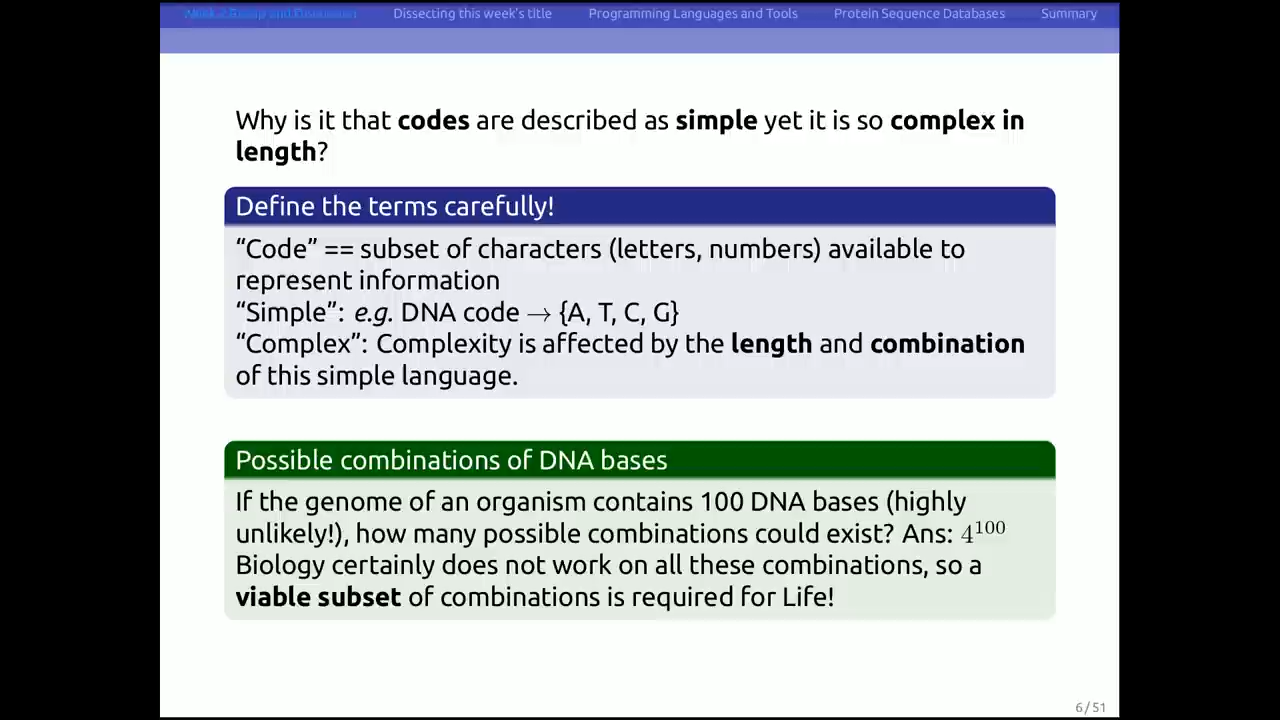 Dissecting this week's title Programming Languages and Tools Protein Sequence Databases Summary
Why is it that codes are described as simple yet it is so complex in
length?
Define the terms carefully!
“Code” == subset of characters (letters, numbers) available to
represent information
“Simple”: e.g. DNA code → {A, T, C, G}
“Complex”: Complexity is affected by the length and combination
of this simple language.
Possible combinations of DNA bases
If the genome of an organism contains 100 DNA bases (highly
unlikely!), how many possible combinations could exist? Ans: 4¹⁰⁰
Biology certainly does not work on all these combinations, so a
viable subset of combinations is required for Life!
6 / 51